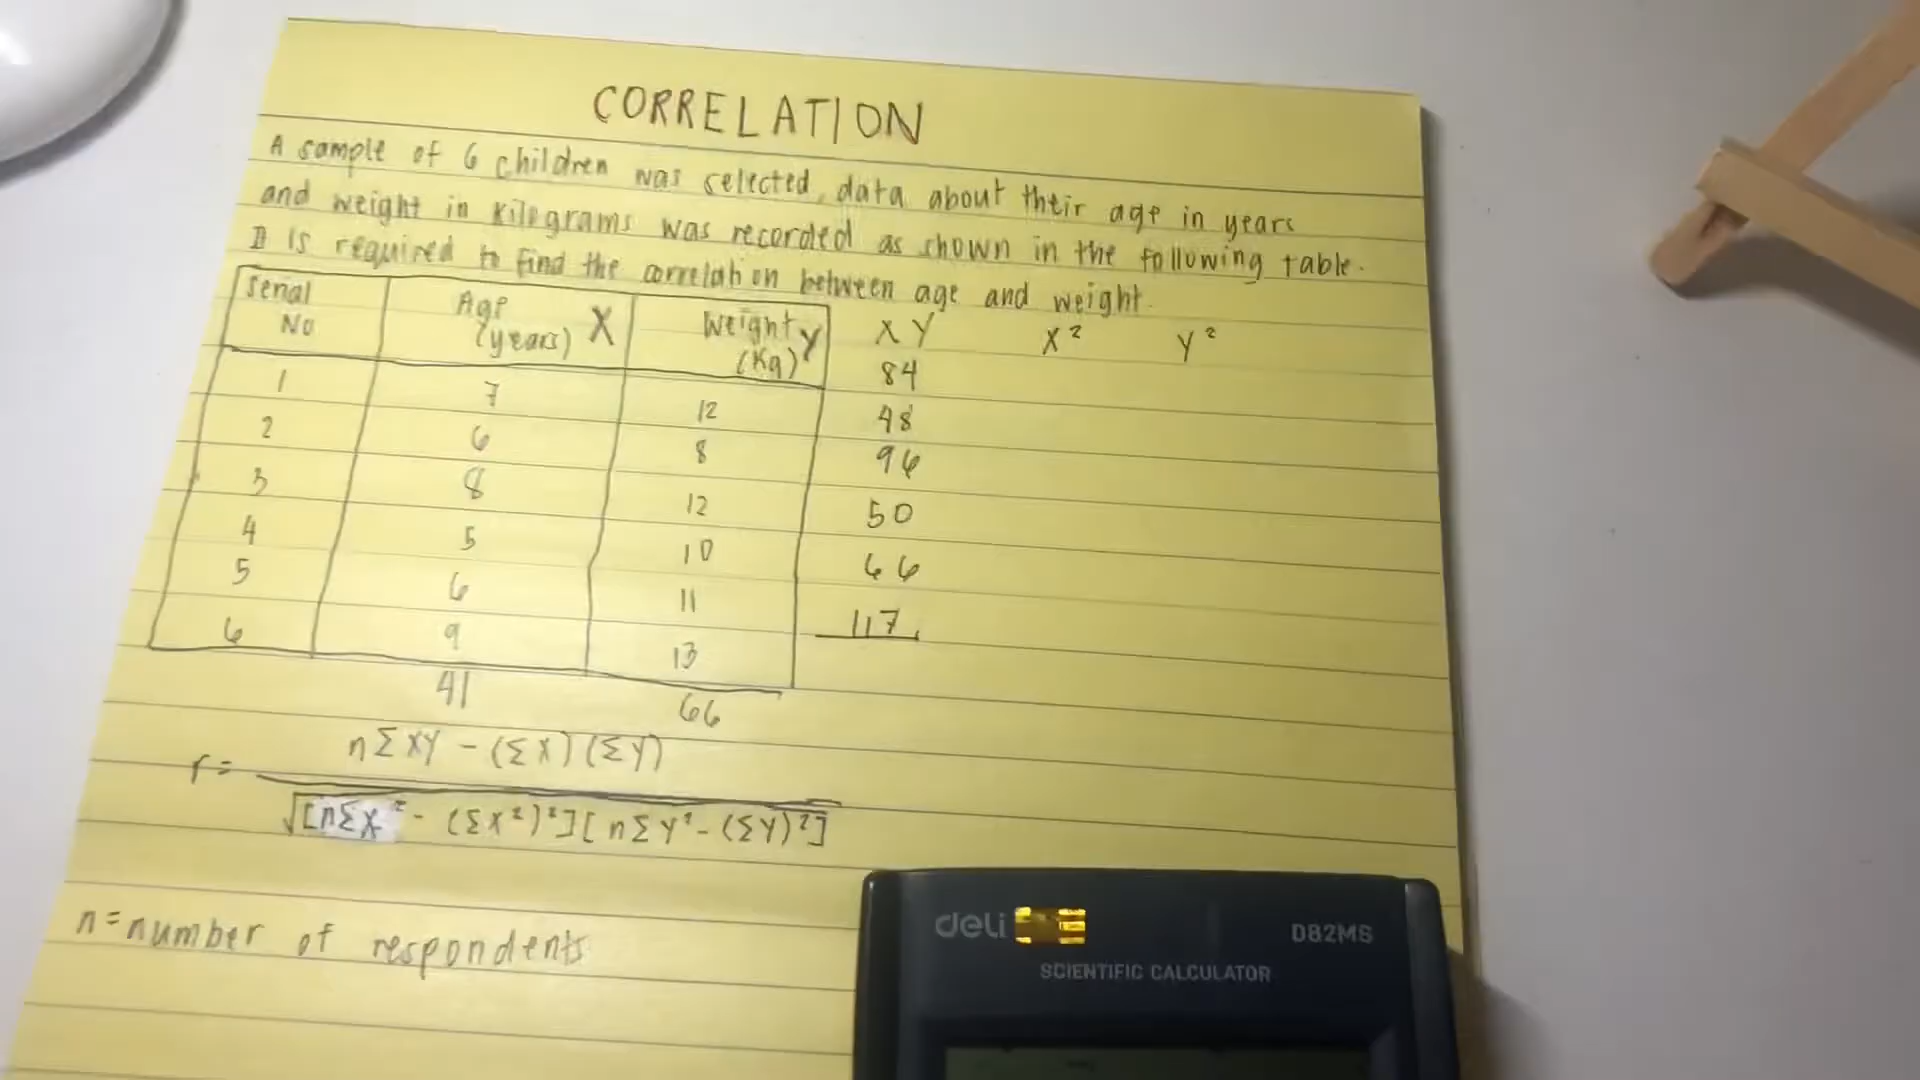 CORRELATION
A sample of 6 children was selected, data about their age in years
and weight in kilograms was recorded as shown in the following table.
It is required to find the correlation between age and weight.
Serial No Age (years) X Weight (Kg) Y XY X² Y²
1 7 12 84
2 6 8 48
3 8 12 96
4 5 10 50
5 6 11 66
6 9 13 117
41 66
r = n Σ XY - (Σ X) (Σ Y)
√[nΣX² - (ΣX²)²][nΣY² - (ΣY)²]
n = number of respondents
deli D82MS
SCIENTIFIC CALCULATOR